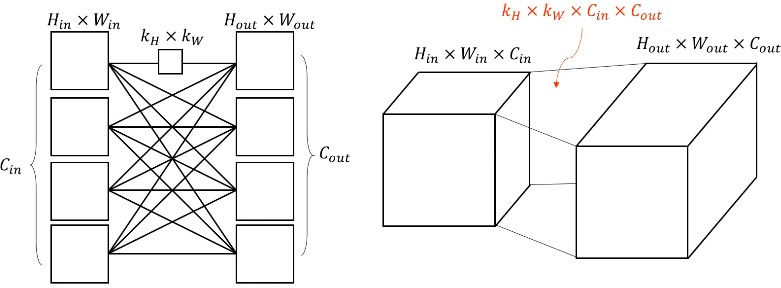 H_in × W_in
H_out × W_out
k_H × k_W
C_in
C_out
k_H × k_W × C_in × C_out
H_in × W_in × C_in
H_out × W_out × C_out